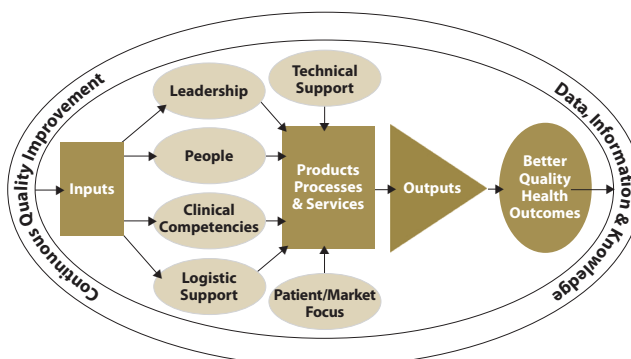 Continuous Quality Improvement
Data, Information & Knowledge
Inputs
Leadership
People
Clinical
Competencies
Logistic
Support
Technical
Support
Products
Processes
& Services
Patient/Market
Focus
Outputs
Better
Quality
Health
Outcomes